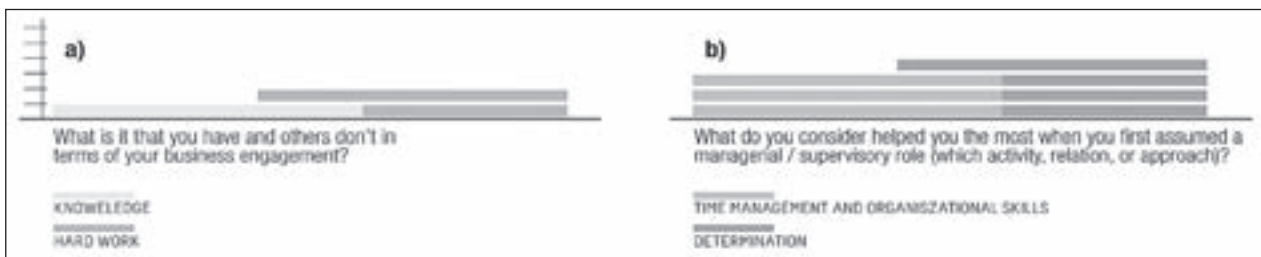 a)
What is it that you have and others don't in
terms of your business engagement?
KNOWELEDGE
HARD WORK
b)
What do you consider helped you the most when you first assumed a
managerial / supervisory role (which activity, relation, or approach)?
TIME MANAGEMENT AND ORGANISZATIONAL SKILLS
DETERMINATION